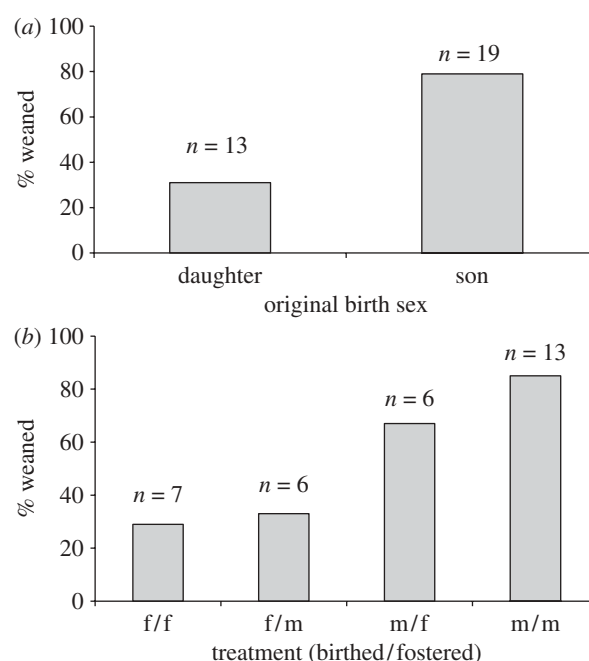 (a) 100
80
60
40
20
0
% weaned
n = 13
n = 19
daughter son
original birth sex
(b) 100
80
60
40
20
0
% weaned
n = 7
n = 6
n = 6
n = 13
f/f f/m m/f m/m
treatment (birthed/fostered)